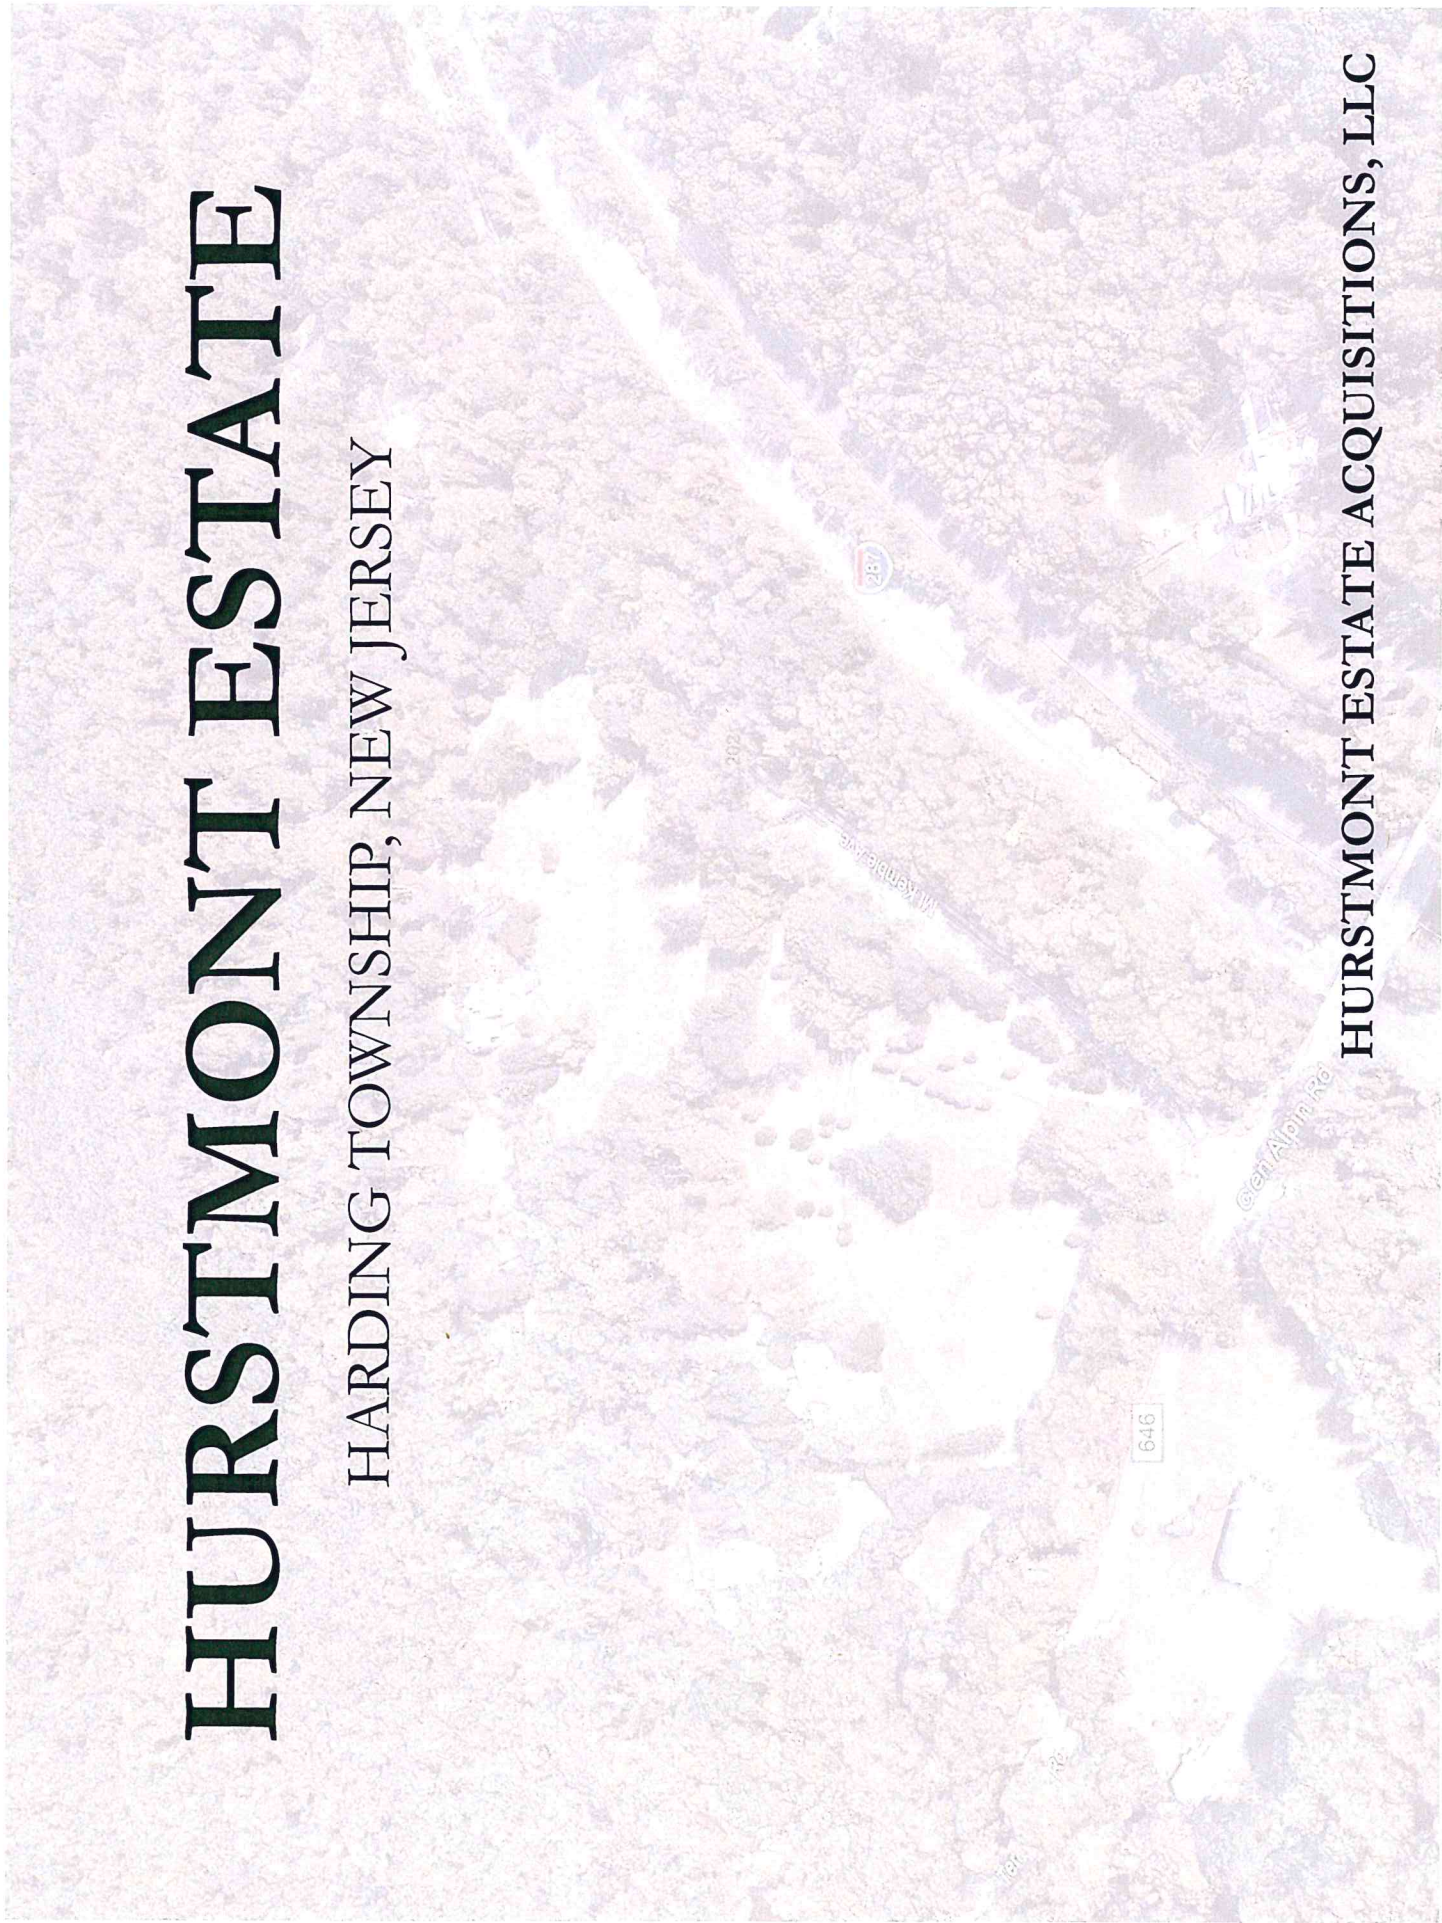 HURSTMONT ESTATE
HARDING TOWNSHIP, NEW JERSEY
287
202
Mt Kemble Ave
Glen Alpin Rd
646
HURSTMONT ESTATE ACQUISITIONS, LLC